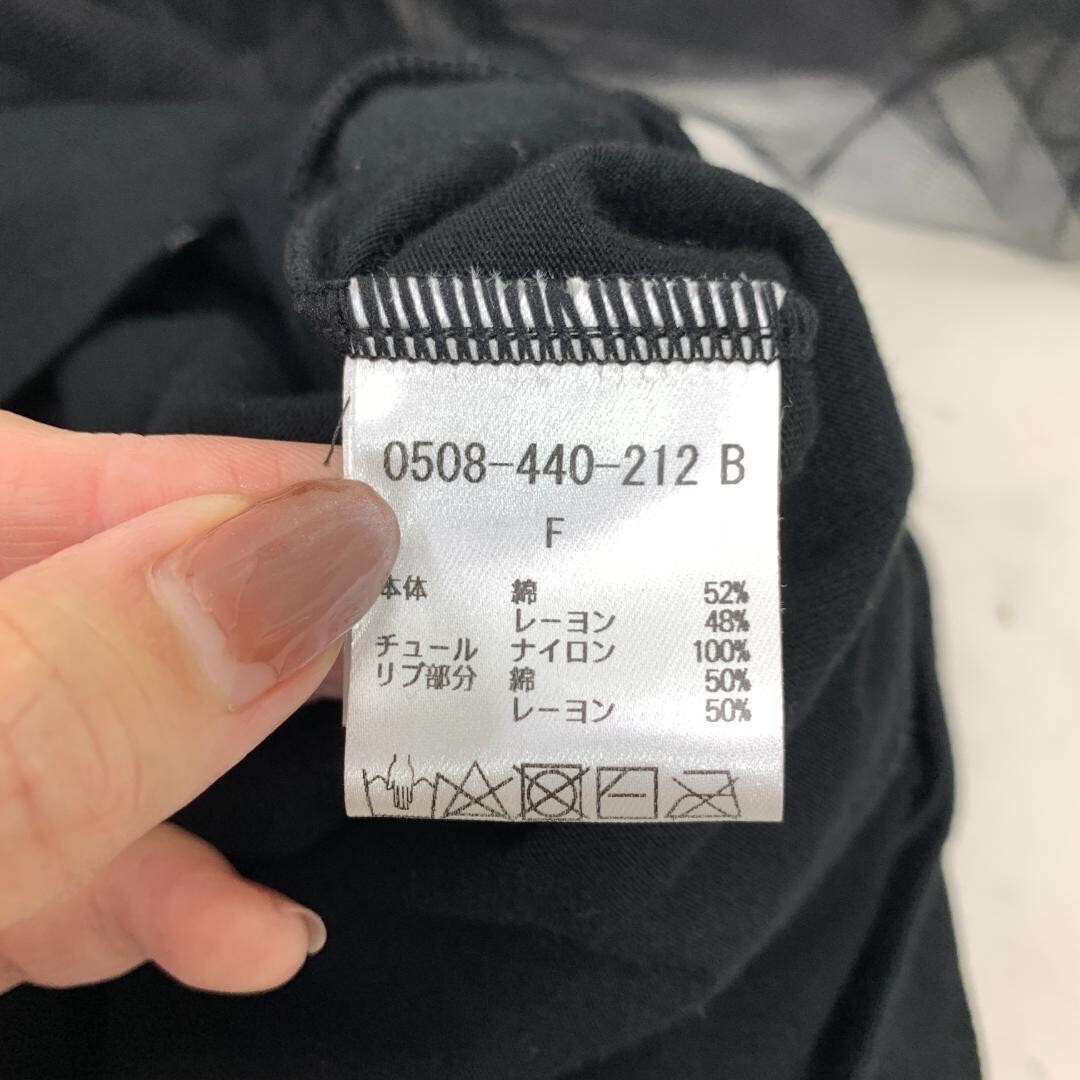 0508-440-212 B
F
本体 綿 52%
レーヨン 48%
チュール ナイロン 100%
リブ部分 綿 50%
レーヨン 50%